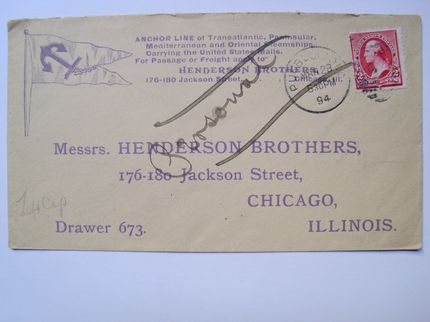 ANCHOR LINE of Transatlantic, Peninsular,
Mediterranean and Oriental Steamships.
Carrying the United States Mails.
For Passage or Freight apply to
HENDERSON BROTHERS,
176-180 Jackson Street, Chicago, Ill.
630PM
94
Personal
Messrs. HENDERSON BROTHERS,
176-180 Jackson Street,
CHICAGO,
ILLINOIS.
Drawer 673.